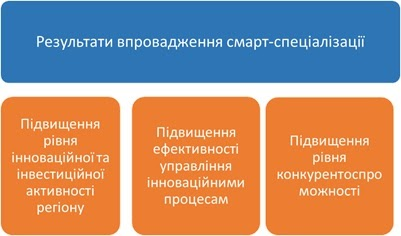 Результати впровадження смарт-спеціалізації
Підвищення
рівня
інноваційної та
інвестиційної
активності
регіону
Підвищення
ефективності
управління
інноваційними
процесам
Підвищення
рівня
конкурентоспро
можності